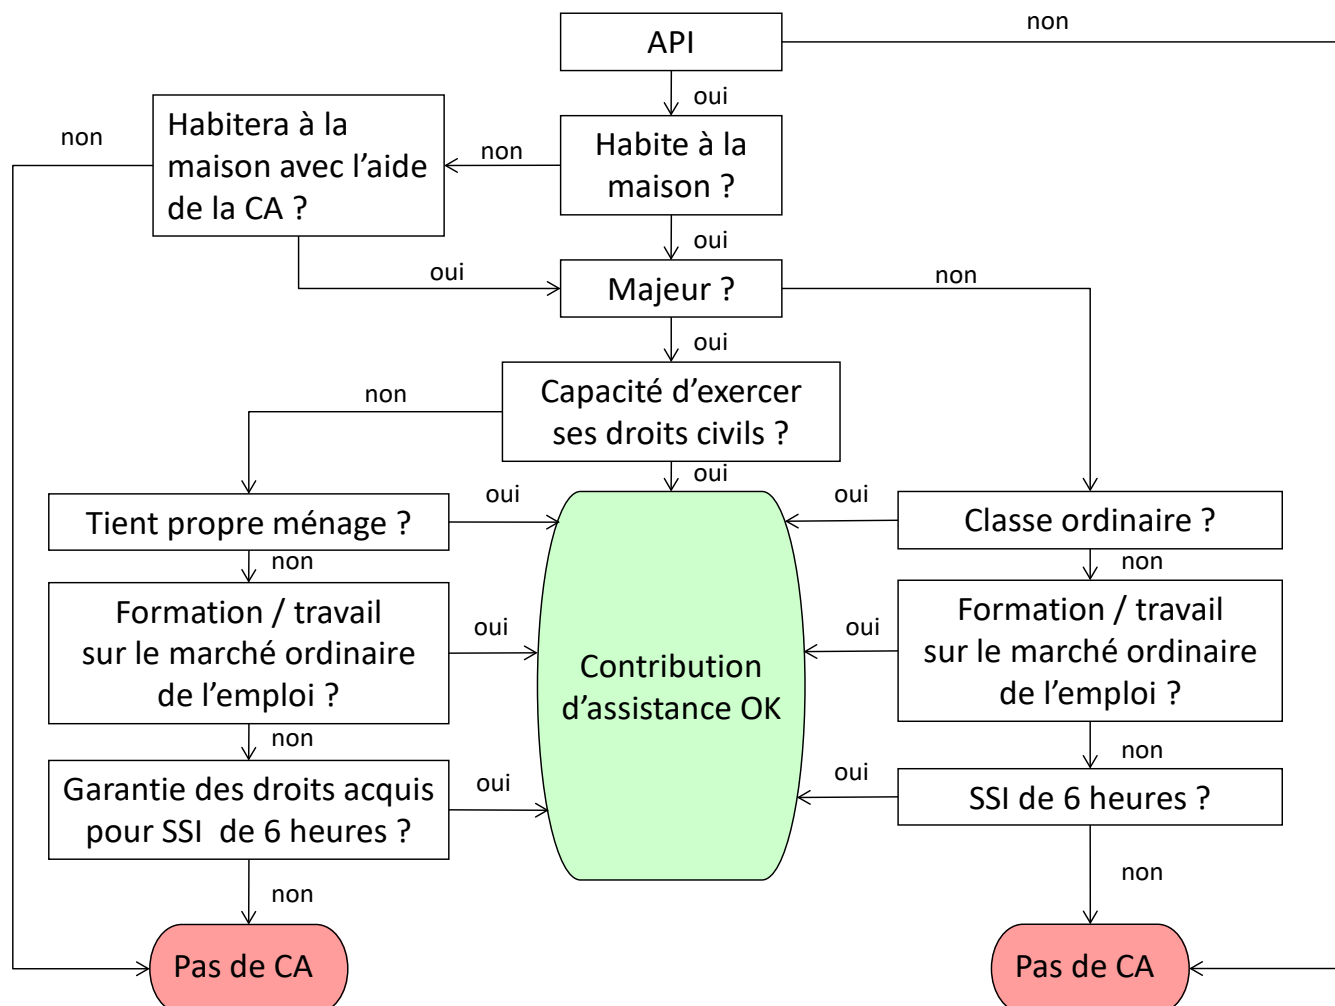 API
non
oui
Habitera à la
maison avec l’aide
de la CA ?
non
non
Habite à la
maison ?
oui
oui
Majeur ?
non
oui
Capacité d’exercer
ses droits civils ?
non
oui
Tient propre ménage ?
oui
oui
Classe ordinaire ?
non
non
Formation / travail
sur le marché ordinaire
de l’emploi ?
oui
Contribution
d’assistance OK
oui
Formation / travail
sur le marché ordinaire
de l’emploi ?
non
non
Garantie des droits acquis
pour SSI  de 6 heures ?
oui
oui
SSI de 6 heures ?
non
non
Pas de CA
Pas de CA